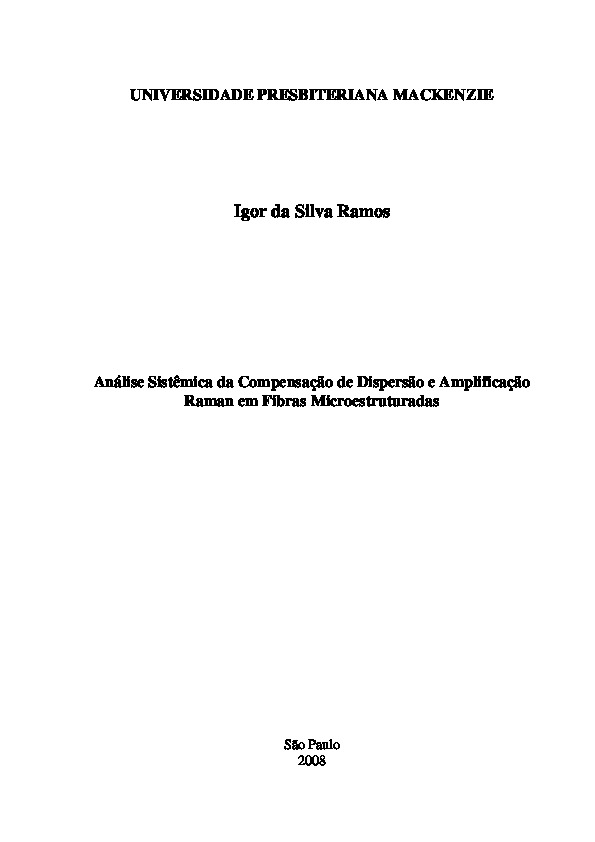 UNIVERSIDADE PRESBITERIANA MACKENZIE
Igor da Silva Ramos
Análise Sistêmica da Compensação de Dispersão e Amplificação
Raman em Fibras Microestruturadas
São Paulo
2008